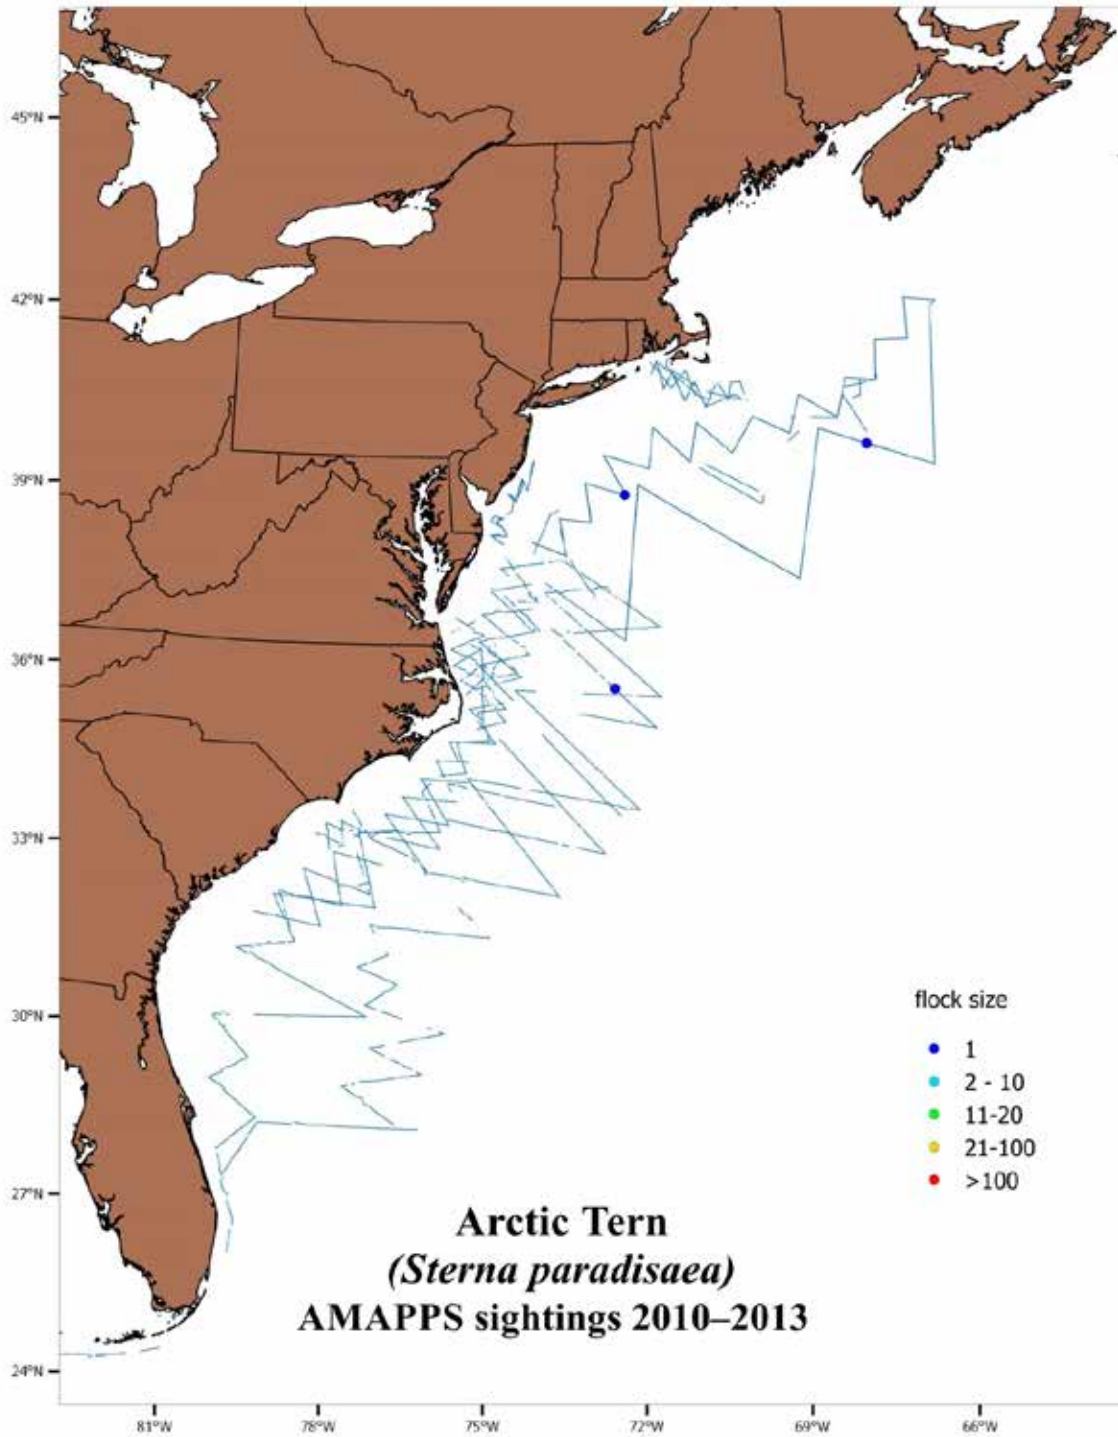 45°N
42°N
39°N
36°N
33°N
30°N
27°N
24°N
flock size
1
2 - 10
11-20
21-100
>100
Arctic Tern
(Sterna paradisaea)
AMAPPS sightings 2010–2013
81°W
78°W
75°W
72°W
69°W
66°W